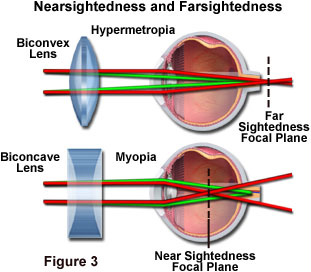 Nearsightedness and Farsightedness
Hypermetropia
Biconvex
Lens
Far
Sightedness
Focal Plane
Biconcave
Lens
Myopia
Near Sightedness
Focal Plane
Figure 3